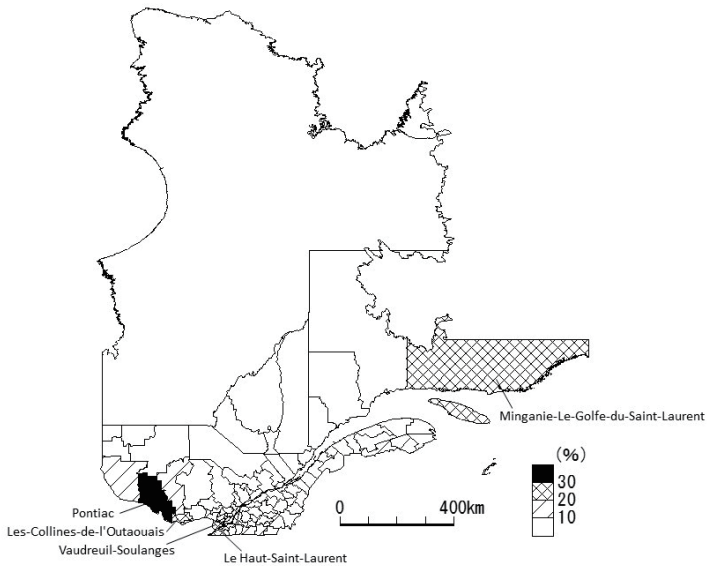 Minganie-Le-Golfe-du-Saint-Laurent
(%)
30
20
10
Pontiac
Les-Collines-de-l'Outaouais
Vaudreuil-Soulanges
Le Haut-Saint-Laurent
0 400km